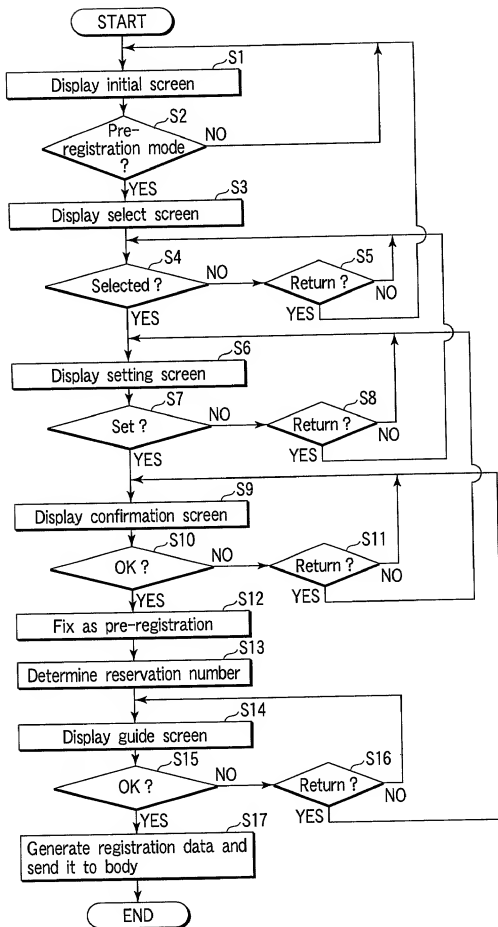 START
S1
Display initial screen
S2
Pre-
registration mode
?
NO
YES
S3
Display select screen
S4
Selected ?
NO
S5
Return ?
NO
YES
YES
S6
Display setting screen
S7
Set ?
NO
S8
Return ?
NO
YES
YES
S9
Display confirmation screen
S10
OK ?
NO
S11
Return ?
NO
YES
YES
S12
Fix as pre-registration
S13
Determine reservation number
S14
Display guide screen
S15
OK ?
NO
S16
Return ?
NO
YES
YES
S17
Generate registration data and
send it to body
END